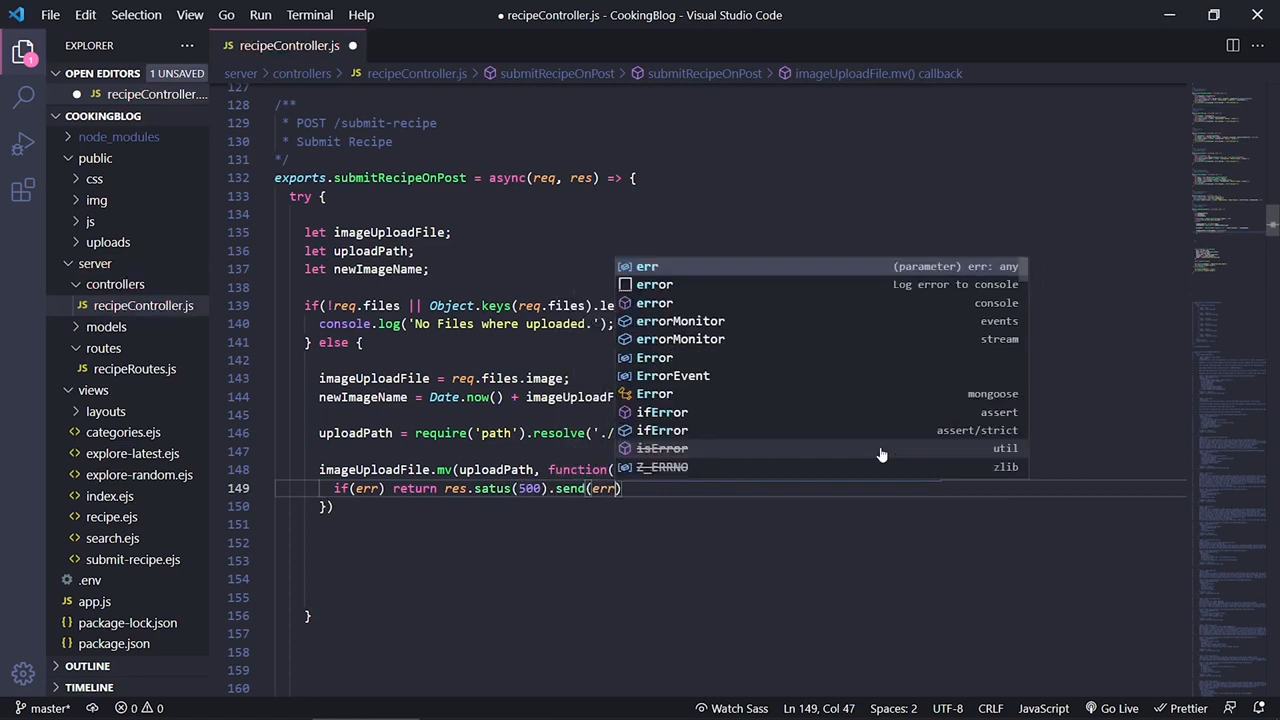 File Edit Selection View Go Run Terminal Help
● recipeController.js - CookingBlog - Visual Studio Code
EXPLORER
OPEN EDITORS 1 UNSAVED
JS recipeController....
COOKINGBLOG
node_modules
public
css
img
js
uploads
server
controllers
JS recipeController.js
models
routes
JS recipeRoutes.js
views
layouts
categories.ejs
explore-latest.ejs
explore-random.ejs
index.ejs
recipe.ejs
search.ejs
submit-recipe.ejs
.env
JS app.js
package-lock.json
package.json
OUTLINE
TIMELINE
JS recipeController.js
server > controllers > JS recipeController.js > submitRecipeOnPost > submitRecipeOnPost > imageUploadFile.mv() callback
127
128 /**
129 * POST /submit-recipe
130 * Submit Recipe
131 */
132 exports.submitRecipeOnPost = async(req, res) => {
133 try {
134
135 let imageUploadFile;
136 let uploadPath;
137 let newImageName;
138
139 if(!req.files || Object.keys(req.files).le
140 console.log('No Files where uploaded.');
141 } else {
142
143 imageUploadFile = req.files.image;
144 newImageName = Date.now() imageUploadF
145
146 uploadPath = require('path').resolve('./
147
148 imageUploadFile.mv(uploadPath, function(
149 if(err) return res.satus(500).send(err)
150 })
151
152
153
154
155
156 }
157
158
159
160
err (parameter) err: any
error Log error to console
error console
errorMonitor events
errorMonitor stream
Error
ErrorEvent
Error mongoose
ifError assert
ifError assert/strict
isError util
Z_ERRNO zlib
1
master* 0 0 Watch Sass Ln 149, Col 47 Spaces: 2 UTF-8 CRLF JavaScript Go Live Prettier